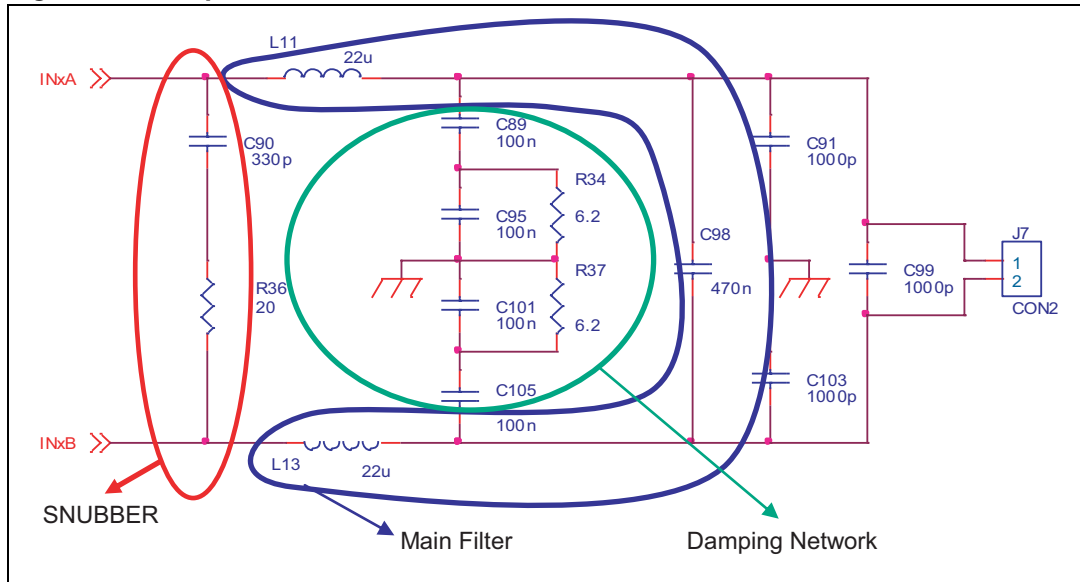 L11
22u
INxA
C89
100n
C90
330p
C91
1000p
R34
6.2
C95
100n
C98
470n
J7
1
2
CON2
R37
6.2
C99
1000p
R36
20
C101
100n
C103
1000p
C105
100n
INxB
L13
22u
SNUBBER
Main Filter
Damping Network